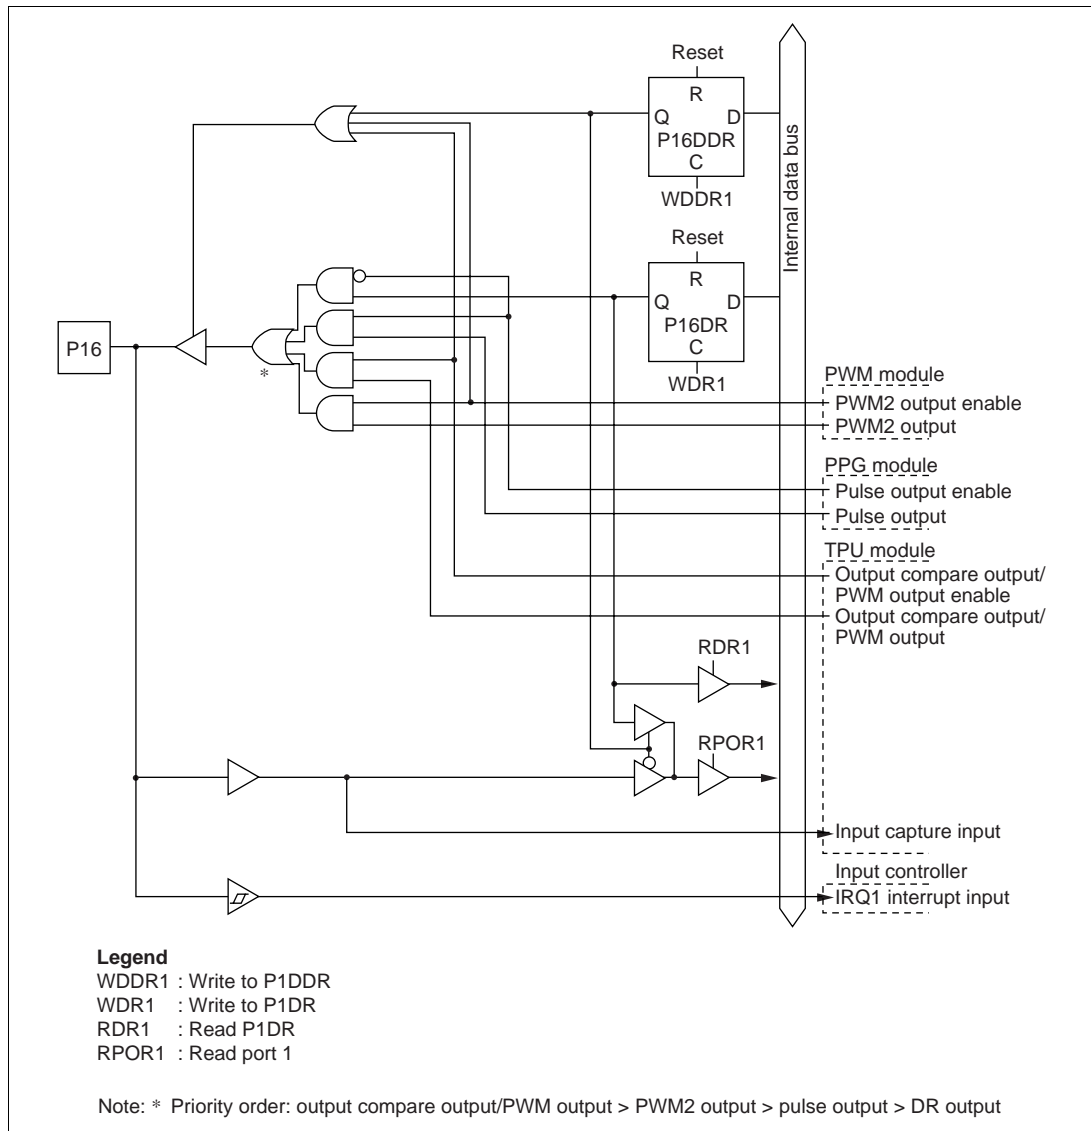 Reset
R
Q D
P16DDR
C
WDDR1
Internal data bus
Reset
R
Q D
P16DR
C
WDR1
P16
*
PWM module
PWM2 output enable
PWM2 output
PPG module
Pulse output enable
Pulse output
TPU module
Output compare output/
PWM output enable
Output compare output/
PWM output
RDR1
RPOR1
Input capture input
Input controller
IRQ1 interrupt input
Legend
WDDR1 : Write to P1DDR
WDR1 : Write to P1DR
RDR1 : Read P1DR
RPOR1 : Read port 1
Note: * Priority order: output compare output/PWM output > PWM2 output > pulse output > DR output